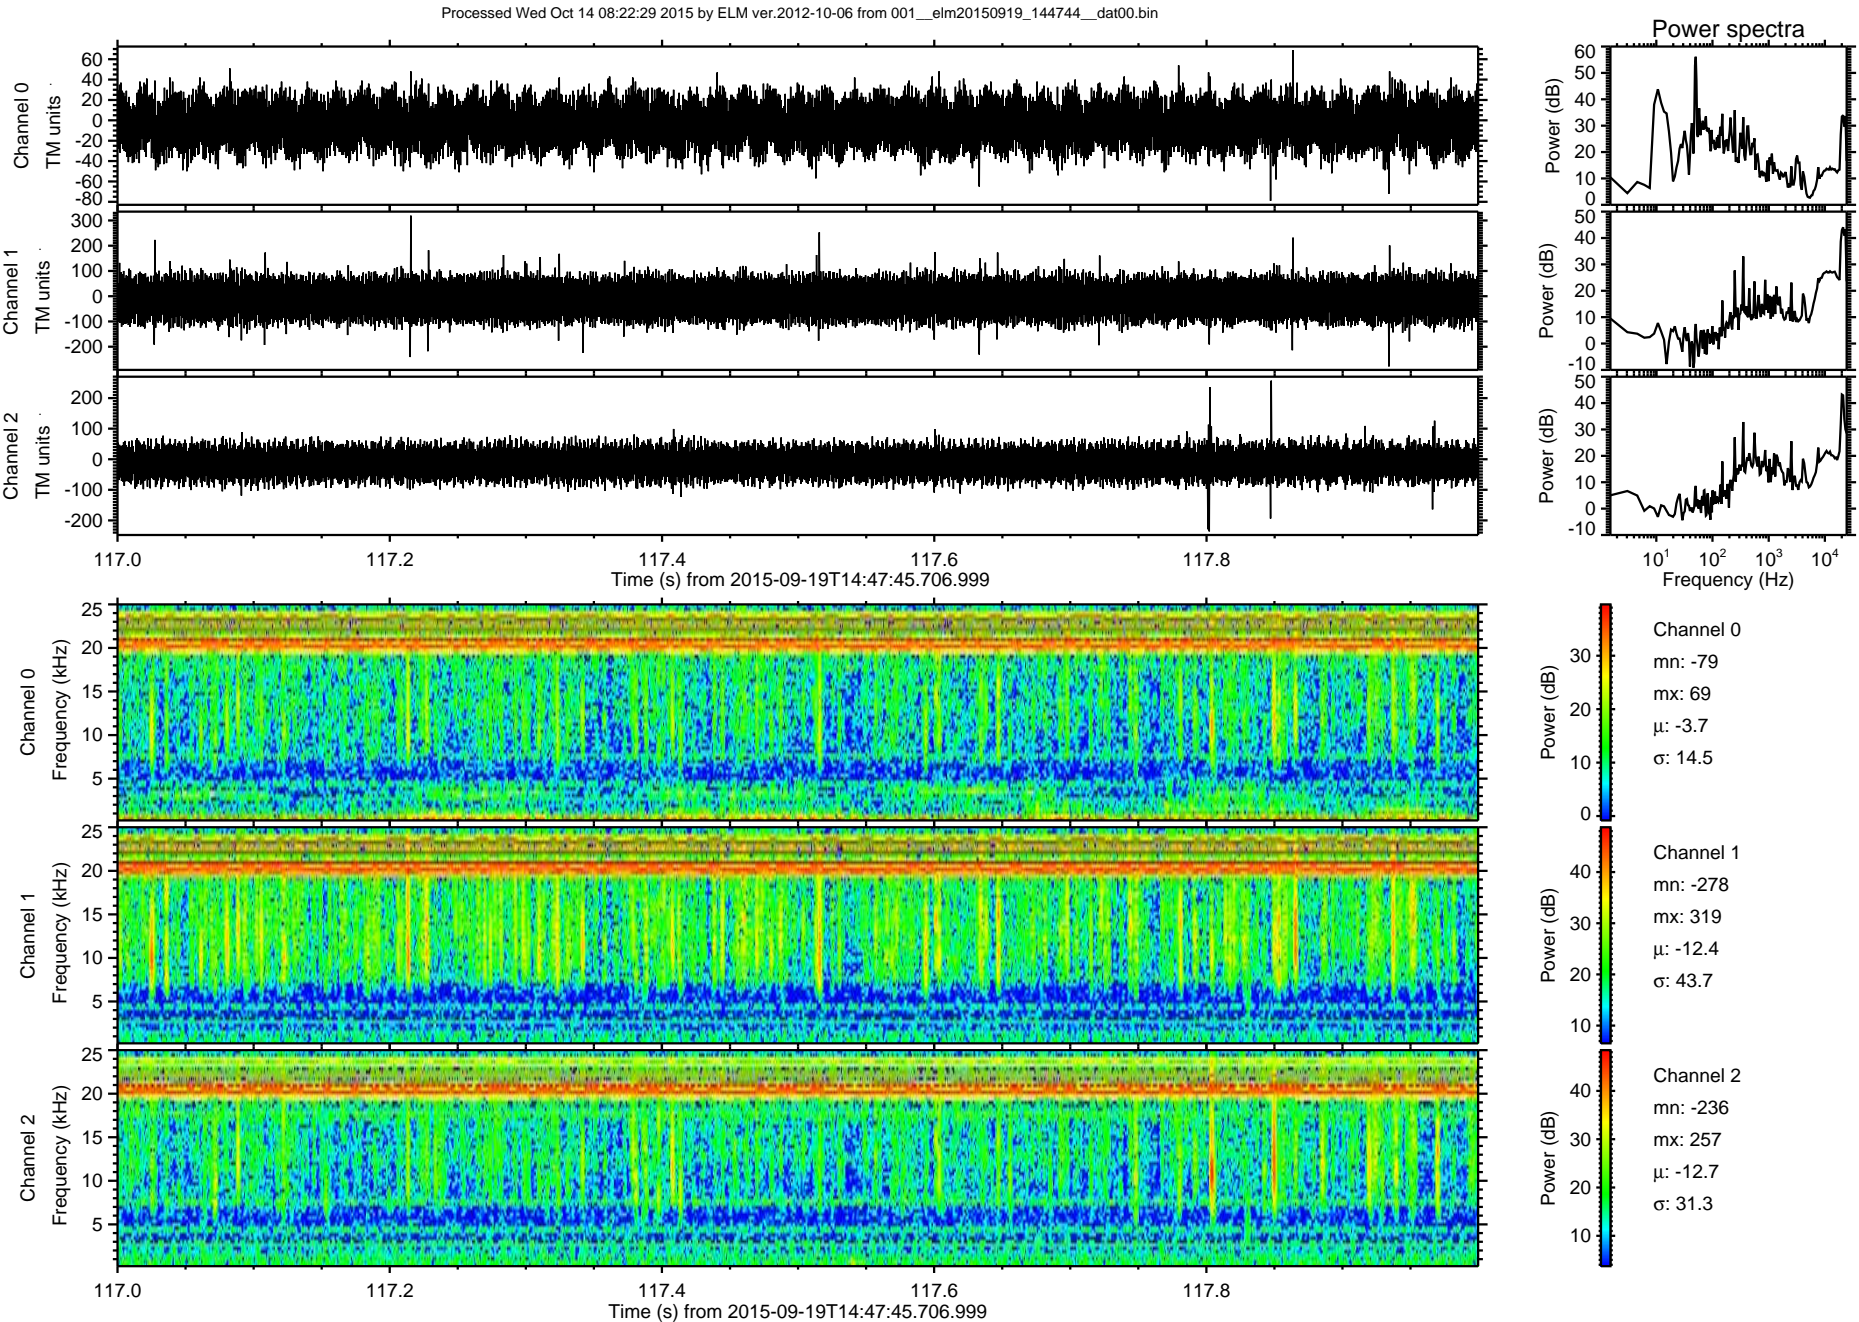 Processed Wed Oct 14 08:22:29 2015 by ELM ver.2012-10-06 from 001__elm20150919_144744__dat00.bin
Power spectra
Channel 0
TM units
60
40
20
0
-20
-40
-60
-80
Power (dB)
60
50
40
30
20
10
0
Channel 1
TM units
300
200
100
0
-100
-200
Power (dB)
50
40
30
20
10
0
-10
Channel 2
TM units
200
100
0
-100
-200
Power (dB)
50
40
30
20
10
0
-10
117.0 117.2 117.4 117.6 117.8
Time (s) from 2015-09-19T14:47:45.706.999
10^1 10^2 10^3 10^4
Frequency (Hz)
Channel 0
Frequency (kHz)
25
20
15
10
5
Power (dB)
30
20
10
0
Channel 0
mn: -79
mx: 69
μ: -3.7
σ: 14.5
Channel 1
Frequency (kHz)
25
20
15
10
5
Power (dB)
40
30
20
10
Channel 1
mn: -278
mx: 319
μ: -12.4
σ: 43.7
Channel 2
Frequency (kHz)
25
20
15
10
5
Power (dB)
40
30
20
10
Channel 2
mn: -236
mx: 257
μ: -12.7
σ: 31.3
117.0 117.2 117.4 117.6 117.8
Time (s) from 2015-09-19T14:47:45.706.999